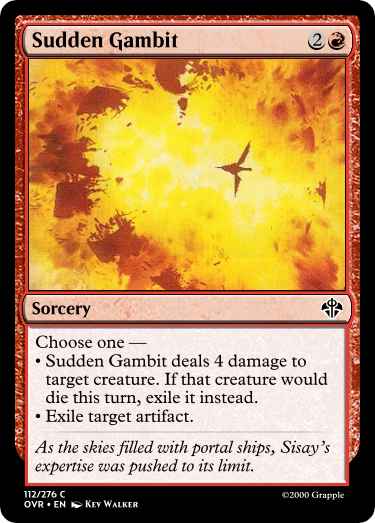 Sudden Gambit 2
Sorcery
Choose one —
• Sudden Gambit deals 4 damage to
target creature. If that creature would
die this turn, exile it instead.
• Exile target artifact.
As the skies filled with portal ships, Sisay's
expertise was pushed to its limit.
112/276 C
OVR • EN Key Walker
©2000 Grapple